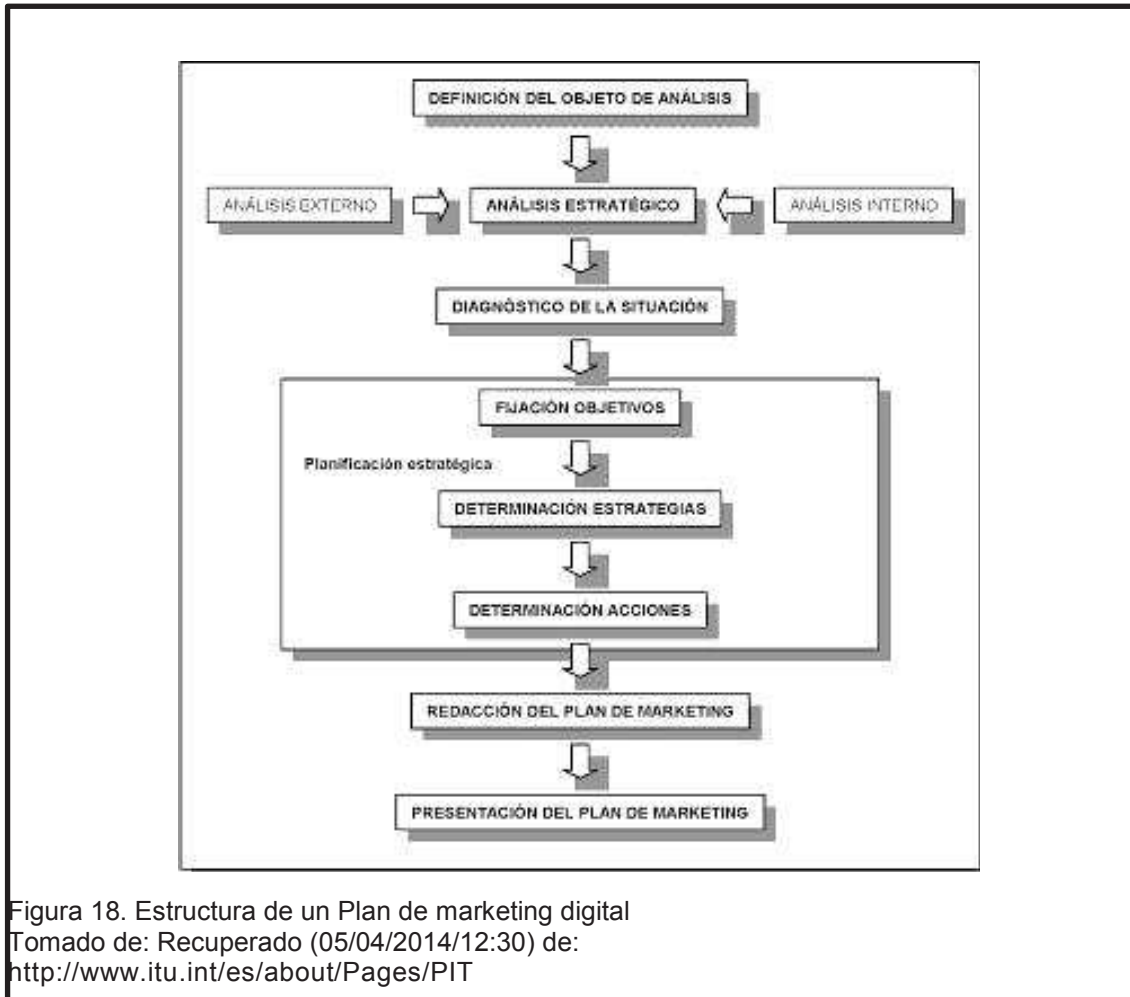 DEFINICIÓN DEL OBJETO DE ANÁLISIS
ANÁLISIS EXTERNO
ANÁLISIS ESTRATÉGICO
ANÁLISIS INTERNO
DIAGNÓSTICO DE LA SITUACIÓN
FIJACIÓN OBJETIVOS
Planificación estratégica
DETERMINACIÓN ESTRATEGIAS
DETERMINACIÓN ACCIONES
REDACCIÓN DEL PLAN DE MARKETING
PRESENTACIÓN DEL PLAN DE MARKETING
Figura 18. Estructura de un Plan de marketing digital
Tomado de: Recuperado (05/04/2014/12:30) de:
http://www.itu.int/es/about/Pages/PIT